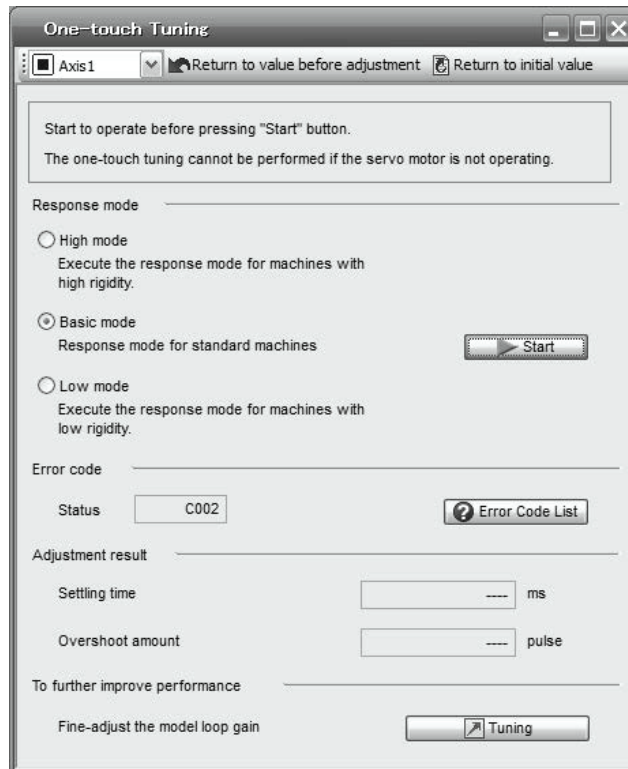 One-touch Tuning
Axis1 Return to value before adjustment Return to initial value
Start to operate before pressing "Start" button.
The one-touch tuning cannot be performed if the servo motor is not operating.
Response mode
High mode
Execute the response mode for machines with
high rigidity.
Basic mode
Response mode for standard machines
Start
Low mode
Execute the response mode for machines with
low rigidity.
Error code
Status C002 Error Code List
Adjustment result
Settling time ---- ms
Overshoot amount ---- pulse
To further improve performance
Fine-adjust the model loop gain Tuning